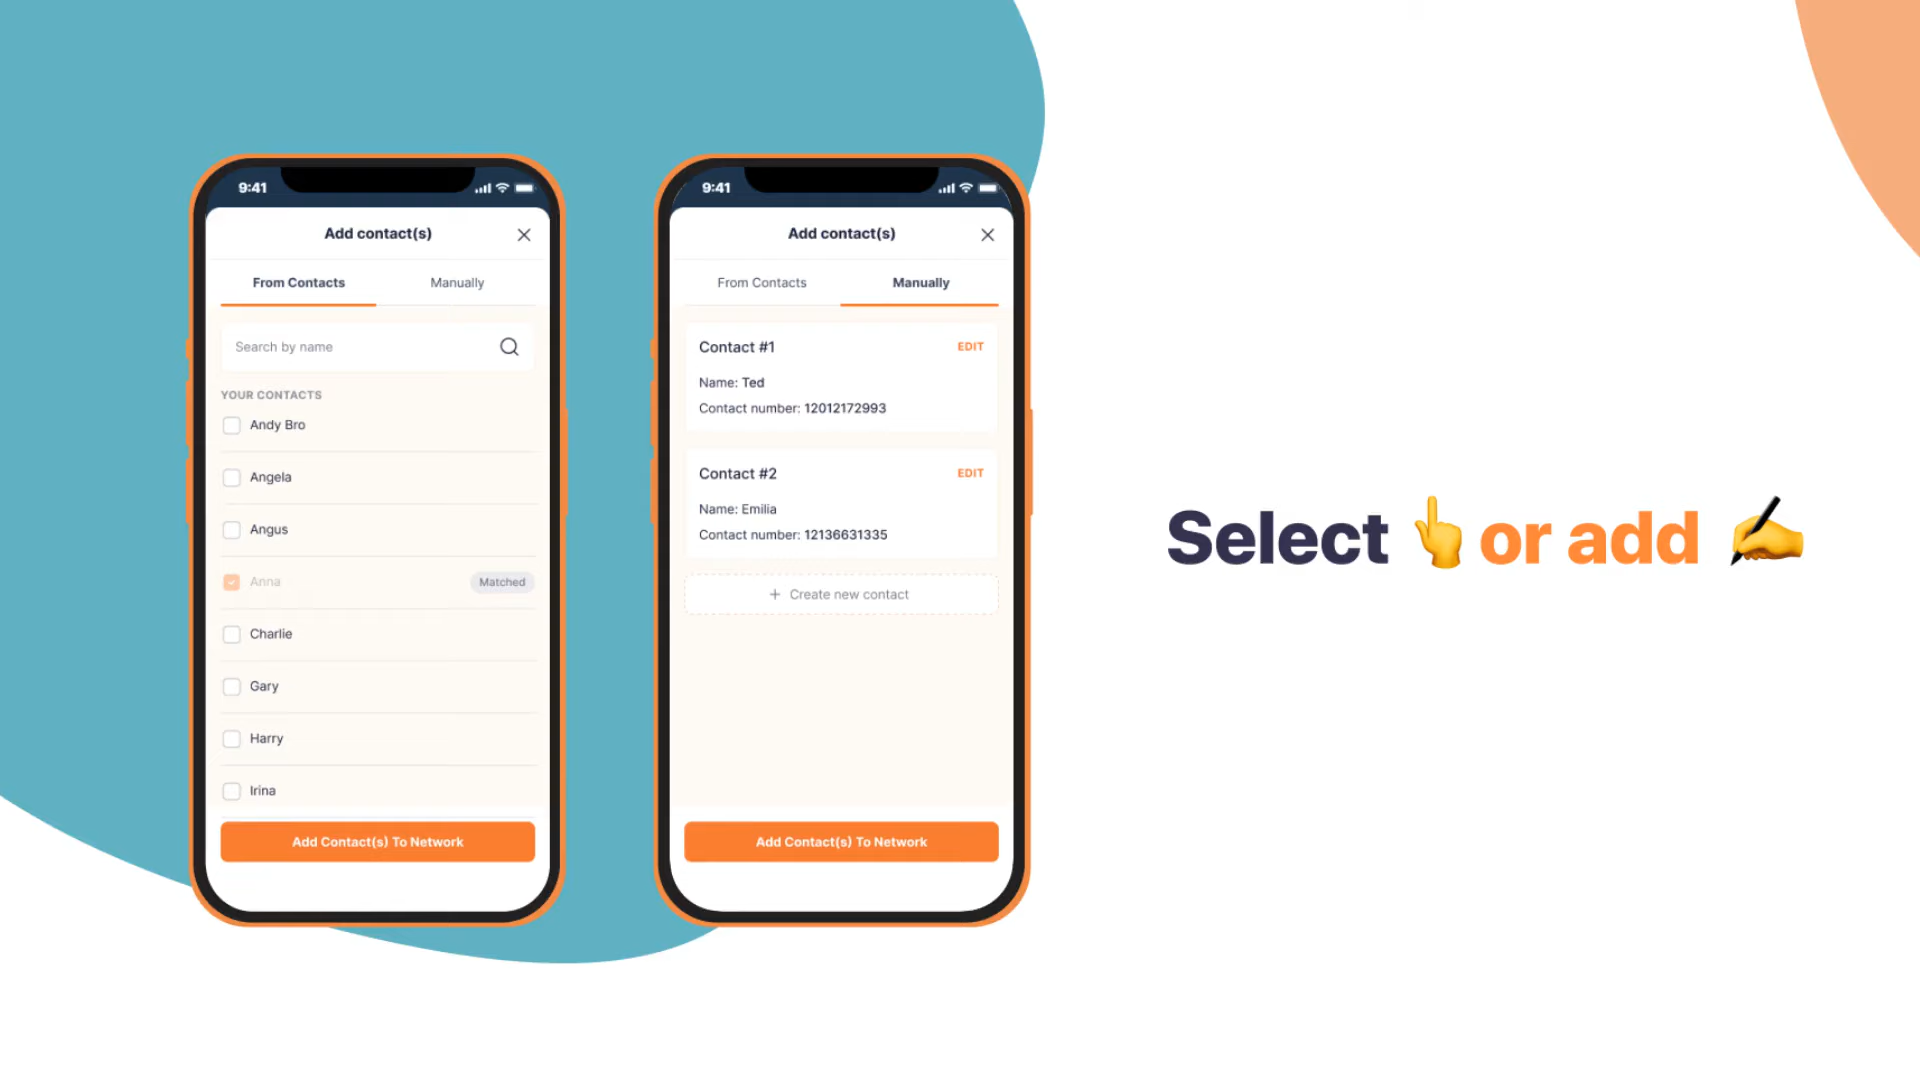 9:41
Add contact(s)
From Contacts Manually
Search by name
YOUR CONTACTS
Andy Bro
Angela
Angus
Anna Matched
Charlie
Gary
Harry
Irina
Add Contact(s) To Network
9:41
Add contact(s)
From Contacts Manually
Contact #1 EDIT
Name: Ted
Contact number: 12012172993
Contact #2 EDIT
Name: Emilia
Contact number: 12136631335
+ Create new contact
Add Contact(s) To Network
Select 👆 or add ✍️